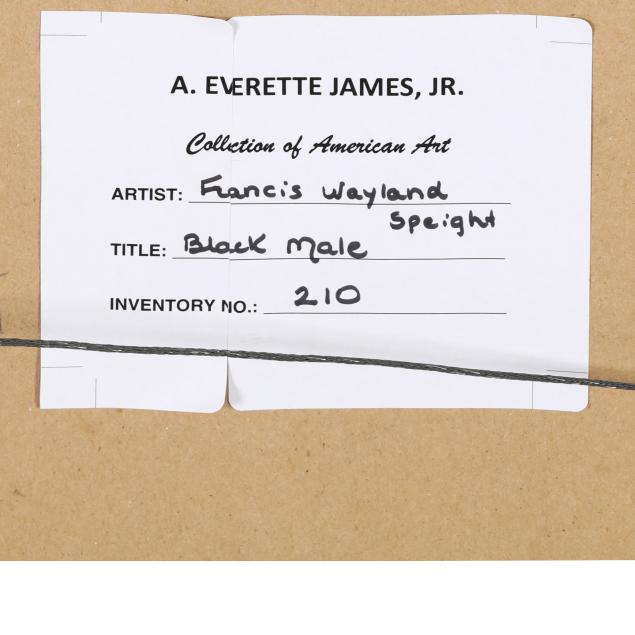 A. EVERETTE JAMES, JR.
Collection of American Art
ARTIST: Francis Wayland
Speight
TITLE: Black Male
INVENTORY NO.: 210